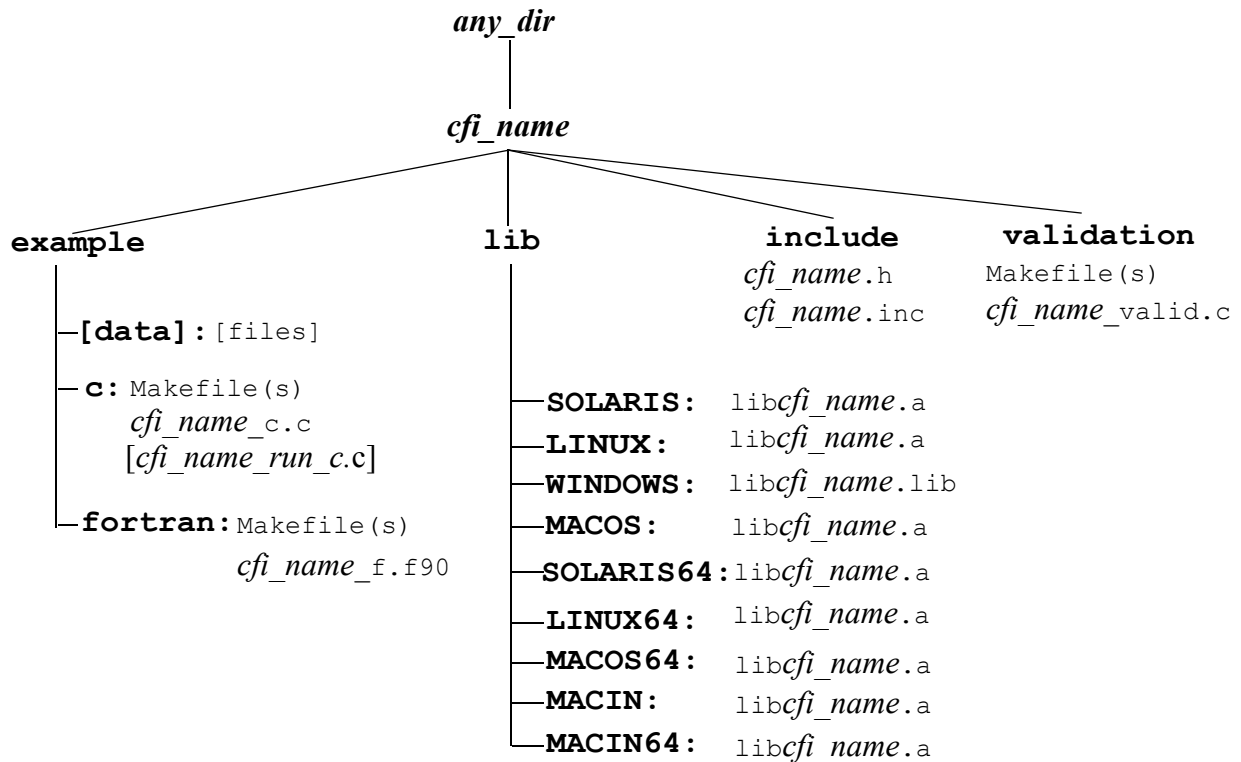 any_dir
cfi_name
example
[data]: [files]
c: Makefile(s)
cfi_name_c.c
[cfi_name_run_c.c]
fortran: Makefile(s)
cfi_name_f.f90
lib
SOLARIS: libcfi_name.a
LINUX: libcfi_name.a
WINDOWS: libcfi_name.lib
MACOS: libcfi_name.a
SOLARIS64: libcfi_name.a
LINUX64: libcfi_name.a
MACOS64: libcfi_name.a
MACIN: libcfi_name.a
MACIN64: libcfi_name.a
include
cfi_name.h
cfi_name.inc
validation
Makefile(s)
cfi_name_valid.c